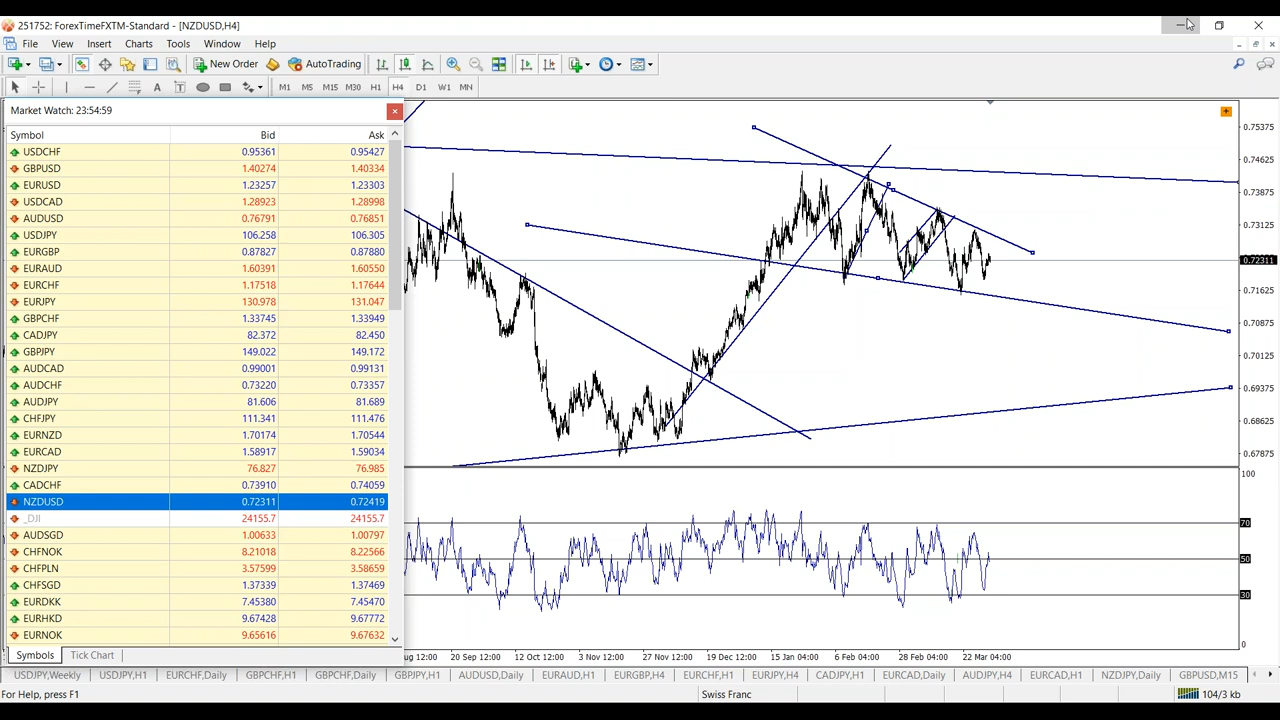 251752: ForexTimeFXTM-Standard - [NZDUSD,H4]
File View Insert Charts Tools Window Help
New Order AutoTrading
A T M1 M5 M15 M30 H1 H4 D1 W1 MN
Market Watch: 23:54:59
Symbol Bid Ask
USDCHF 0.95361 0.95427
GBPUSD 1.40274 1.40334
EURUSD 1.23257 1.23303
USDCAD 1.28923 1.28998
AUDUSD 0.76791 0.76851
USDJPY 106.258 106.305
EURGBP 0.87827 0.87880
EURAUD 1.60391 1.60550
EURCHF 1.17518 1.17644
EURJPY 130.978 131.047
GBPCHF 1.33745 1.33949
CADJPY 82.372 82.450
GBPJPY 149.022 149.172
AUDCAD 0.99001 0.99131
AUDCHF 0.73220 0.73357
AUDJPY 81.606 81.689
CHFJPY 111.341 111.476
EURNZD 1.70174 1.70544
EURCAD 1.58917 1.59034
NZDJPY 76.827 76.985
CADCHF 0.73910 0.74059
NZDUSD 0.72311 0.72419
_DJI 24155.7 24155.7
AUDSGD 1.00633 1.00797
CHFNOK 8.21018 8.22566
CHFPLN 3.57599 3.58659
CHFSGD 1.37339 1.37469
EURDKK 7.45380 7.45470
EURHKD 9.67428 9.67772
EURNOK 9.65616 9.67632
Symbols Tick Chart
0.75375
0.74625
0.73875
0.73125
0.72311
0.71625
0.70875
0.70125
0.69375
0.68625
0.67875
100
70
50
30
0
ug 12:00 20 Sep 12:00 12 Oct 12:00 3 Nov 12:00 27 Nov 12:00 19 Dec 12:00 15 Jan 04:00 6 Feb 04:00 28 Feb 04:00 22 Mar 04:00
USDJPY,Weekly USDJPY,H1 EURCHF,Daily GBPCHF,H1 GBPCHF,Daily GBPJPY,H1 AUDUSD,Daily EURAUD,H1 EURGBP,H4 EURCHF,H1 EURJPY,H4 CADJPY,H1 EURCAD,Daily AUDJPY,H4 EURCAD,H1 NZDJPY,Daily GBPUSD,M15
For Help, press F1 Swiss Franc 104/3 kb